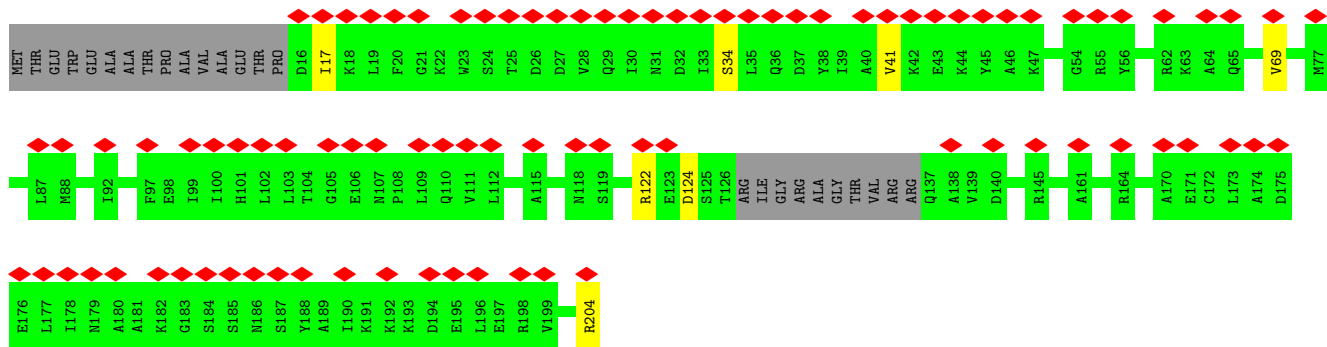 MET THR GLU TRP GLU ALA ALA THR PRO ALA VAL ALA GLU THR PRO D16 I17 K18 L19 F20 G21 K22 W23 S24 T25 D26 D27 V28 Q29 I30 N31 D32 I33 S34 L35 Q36 D37 Y38 I39 A40 V41 K42 E43 K44 Y45 A46 K47 G54 R55 Y56 R62 K63 A64 Q65 V69 M77
L87 M88 I92 F97 E98 I99 I100 H101 L102 L103 T104 G105 E106 N107 P108 L109 Q110 V111 L112 A115 N118 S119 R122 E123 D124 S125 T126 ARG ILE GLY ARG ALA GLY THR VAL ARG ARG Q137 A138 V139 D140 R145 A161 R164 A170 E171 C172 L173 A174 D175
E176 L177 I178 N179 A180 A181 K182 G183 S184 S185 N186 S187 Y188 A189 I190 K191 K192 K193 D194 E195 L196 E197 R198 V199 R204